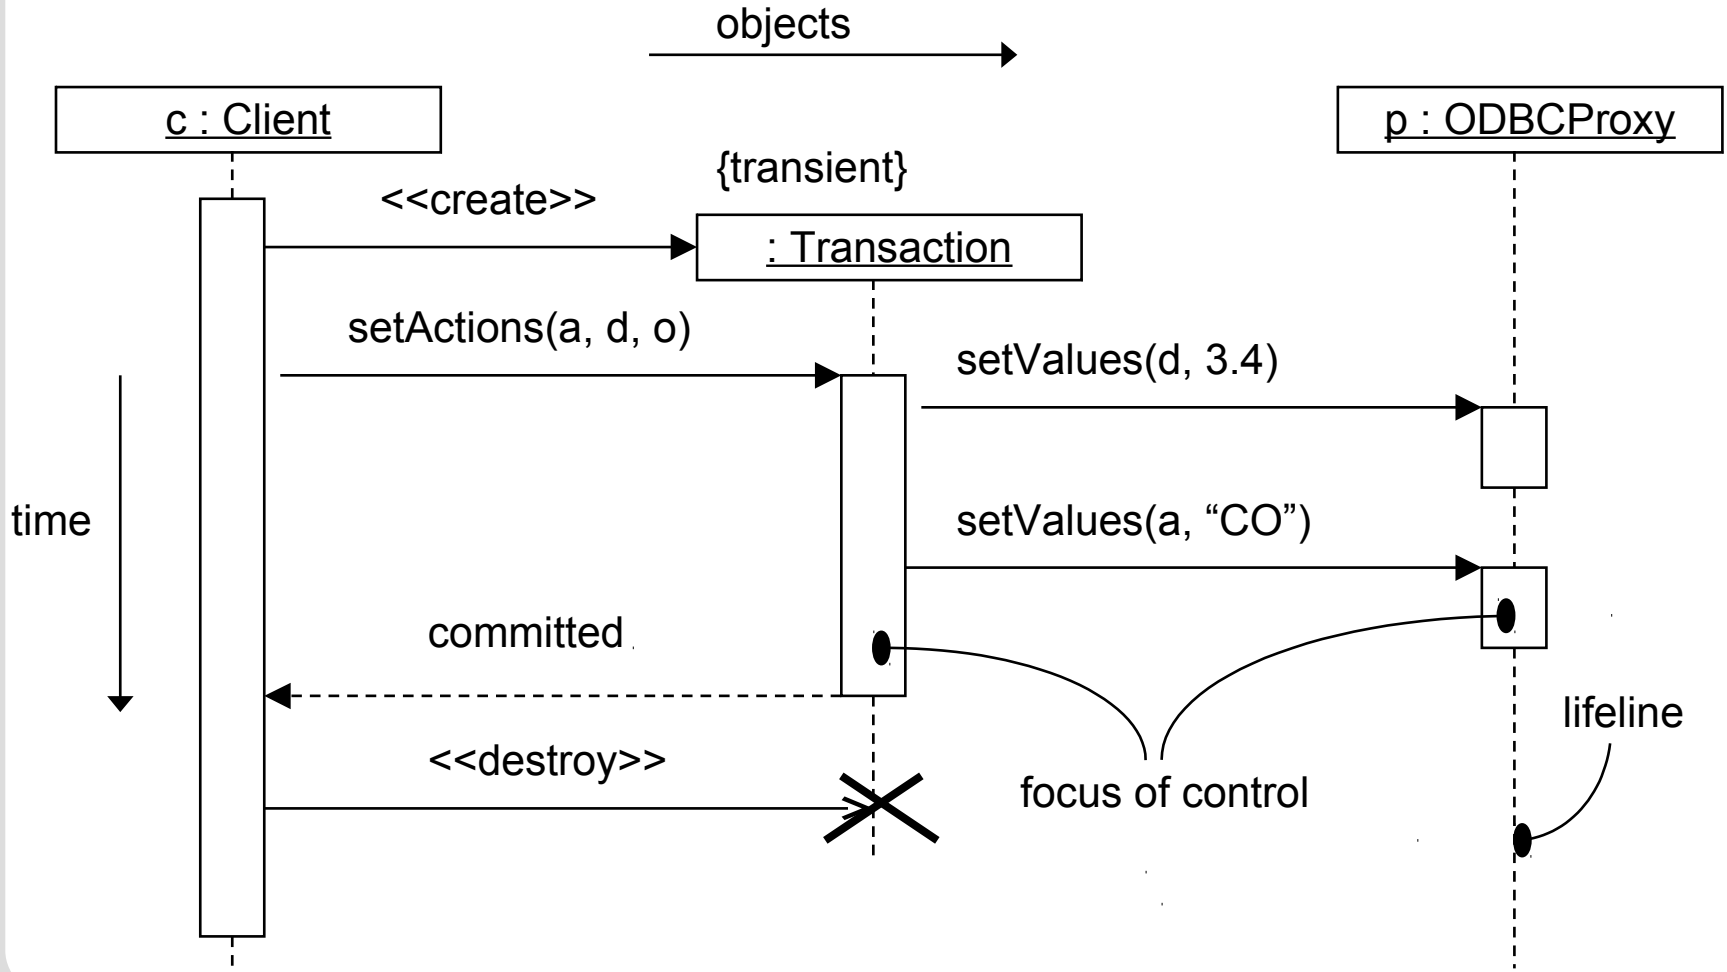 objects
c : Client
p : ODBCProxy
{transient}
<<create>>
: Transaction
setActions(a, d, o)
setValues(d, 3.4)
time
setValues(a, “CO”)
committed
lifeline
<<destroy>>
focus of control